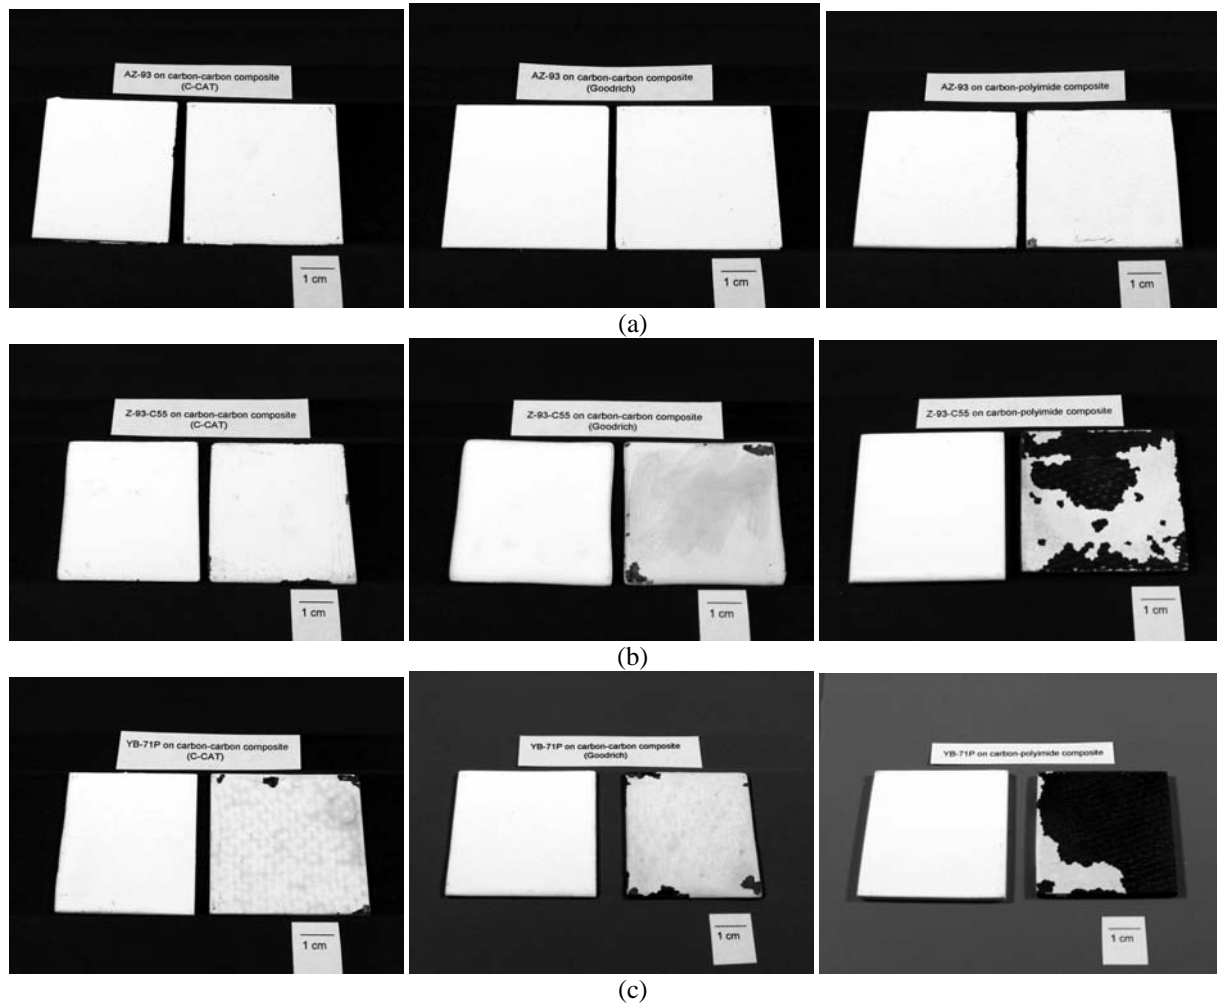 AZ-93 on carbon-carbon composite
(C-CAT)
1 cm
AZ-93 on carbon-carbon composite
(Goodrich)
1 cm
AZ-93 on carbon-polyimide composite
1 cm
(a)
Z-93-C55 on carbon-carbon composite
(C-CAT)
1 cm
Z-93-C55 on carbon-carbon composite
(Goodrich)
1 cm
Z-93-C55 on carbon-polyimide composite
1 cm
(b)
YB-71P on carbon-carbon composite
(C-CAT)
1 cm
YB-71P on carbon-carbon composite
(Goodrich)
1 cm
YB-71P on carbon-polyimide composite
1 cm
(c)